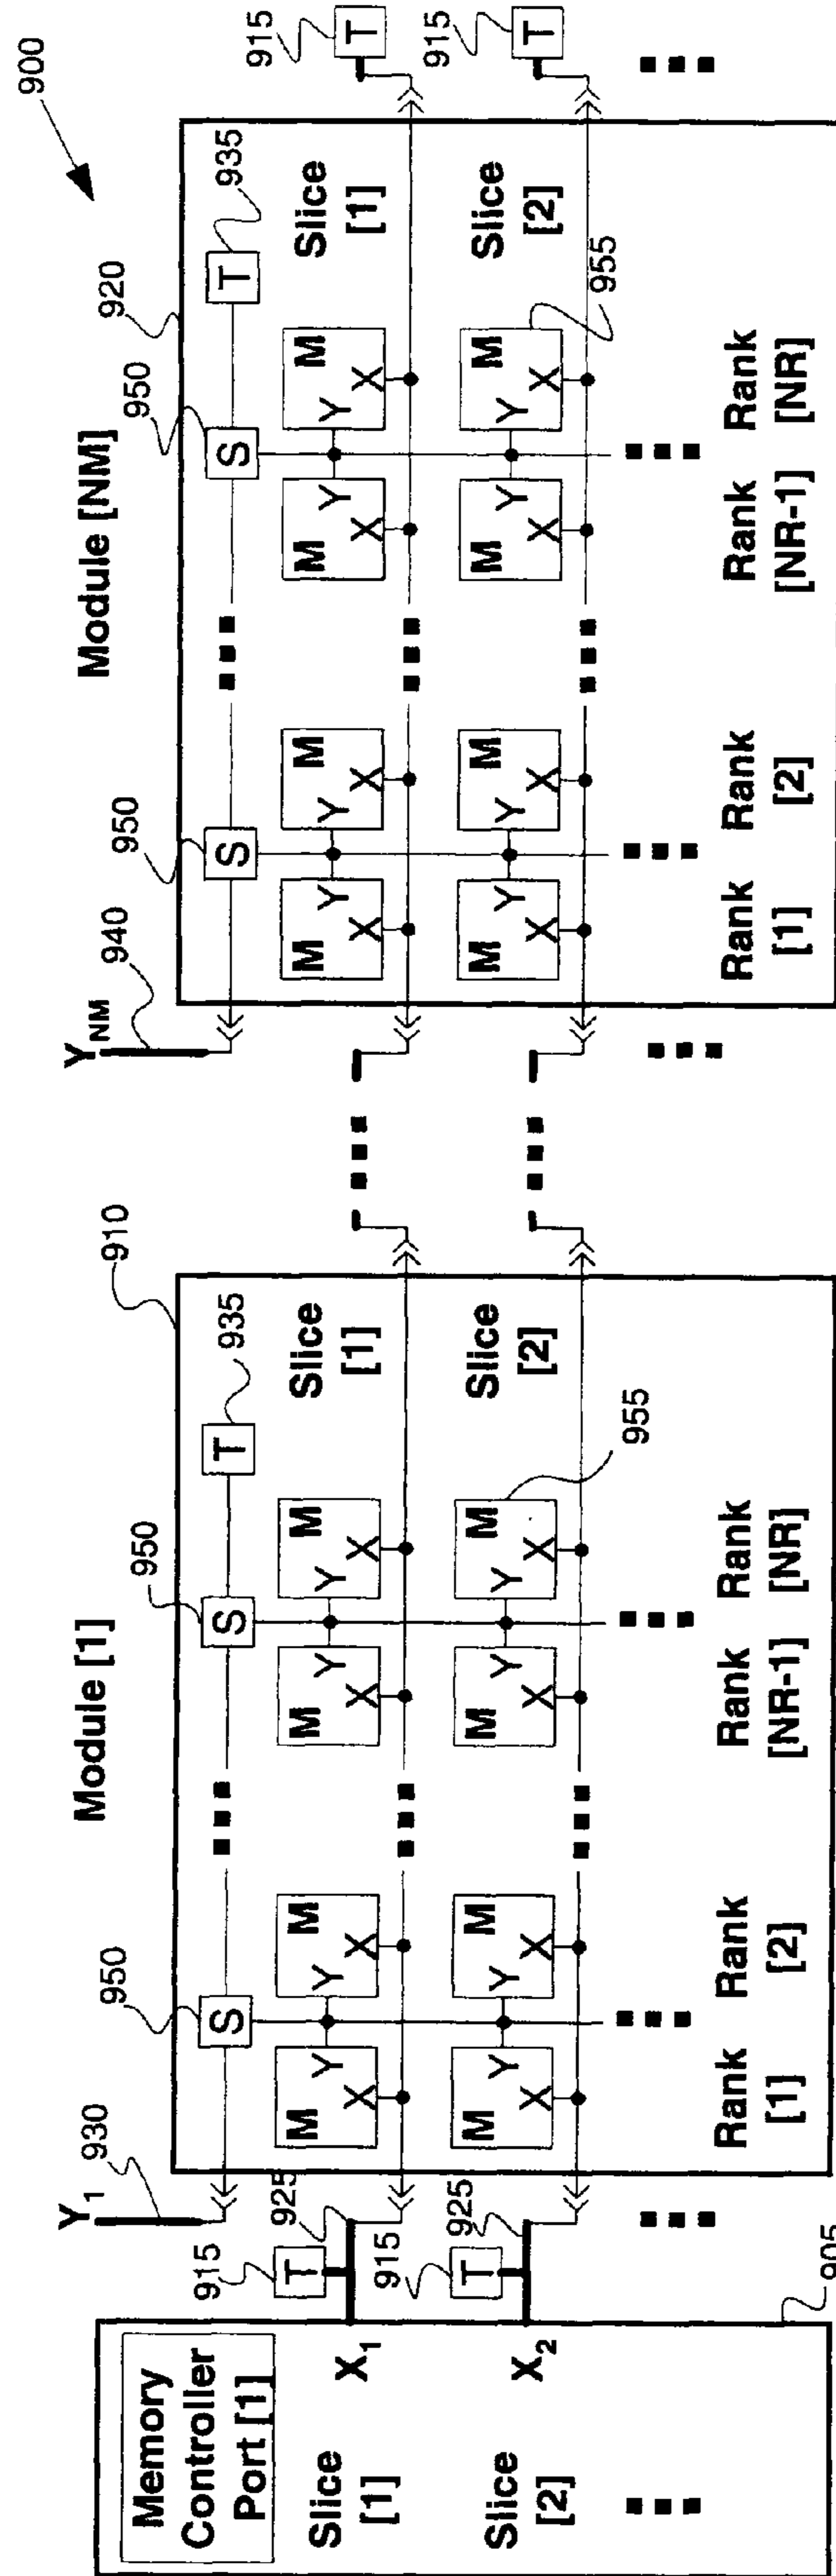 900
Memory
Controller
Port [1]
Slice
[1]
X1
Slice
[2]
X2
905
915
T
925
915
T
925
Y1
930
Module [1]
910
950
S
950
S
T
935
M
Y
X
M
Y
X
M
Y
X
M
Y
X
Slice
[1]
M
Y
X
M
Y
X
M
Y
X
M
Y
X
955
Slice
[2]
Rank
[1]
Rank
[2]
Rank
[NR-1]
Rank
[NR]
YNM
940
Module [NM]
920
950
S
950
S
T
935
M
Y
X
M
Y
X
M
Y
X
M
Y
X
Slice
[1]
M
Y
X
M
Y
X
M
Y
X
M
Y
X
955
Slice
[2]
Rank
[1]
Rank
[2]
Rank
[NR-1]
Rank
[NR]
915
T
915
T